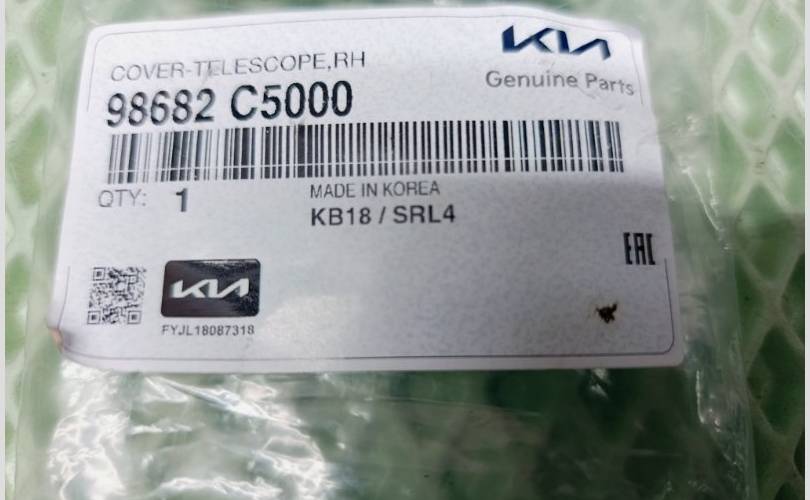 KIA
COVER-TELESCOPE,RH
Genuine Parts
98682 C5000
QTY: 1
MADE IN KOREA
KB18 / SRL4
EAC
KIA
FYJL18087318